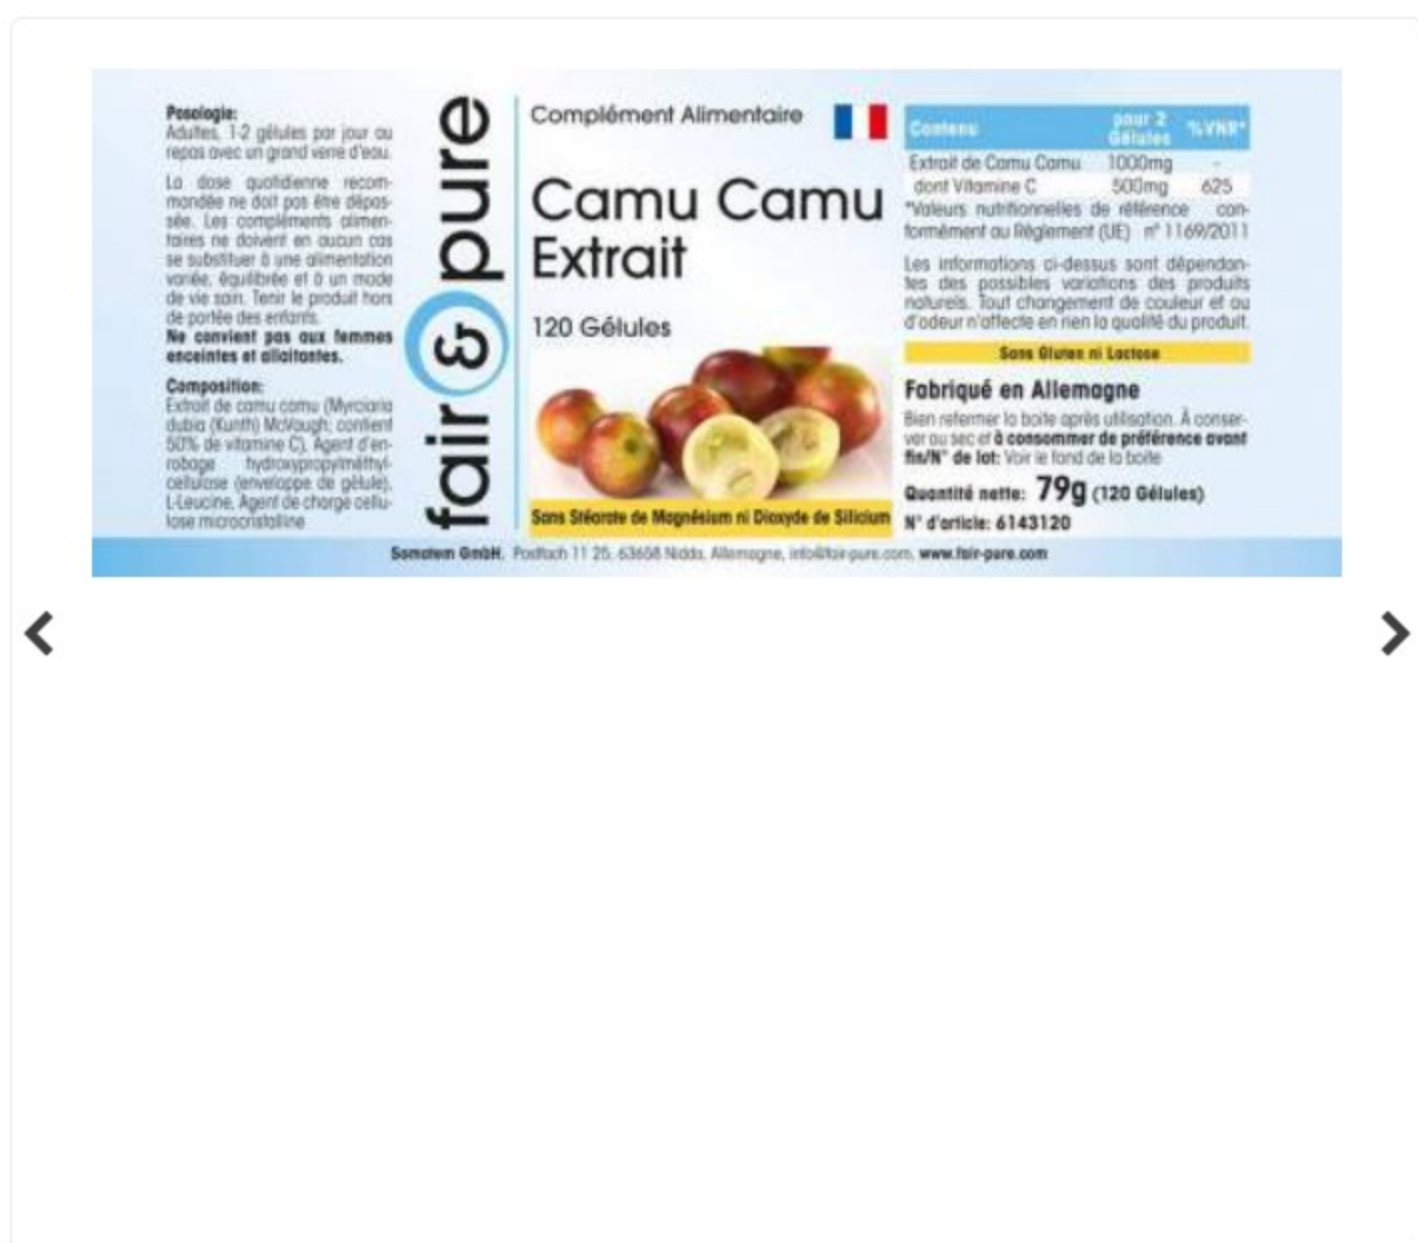 Posologie:
Adultes, 1-2 gélules par jour au
repas avec un grand verre d'eau.
La dose quotidienne recom-
mandée ne doit pas être dépas-
sée. Les compléments alimen-
taires ne doivent en aucun cas
se substituer à une alimentation
variée, équilibrée et à un mode
de vie sain. Tenir le produit hors
de portée des enfants.
Ne convient pas aux femmes
enceintes et allaitantes.
Composition:
Extrait de camu camu (Myrciaria
dubia (Kunth) McVaugh; contient
50% de vitamine C), Agent d'en-
robage hydroxypropylméthyl-
cellulose (enveloppe de gélule),
L-Leucine, Agent de charge cellu-
lose microcristalline
fair & pure
Complément Alimentaire
Camu Camu
Extrait
120 Gélules
Sans Stéarate de Magnésium ni Dioxyde de Silicium
Contenu pour 2 Gélules %VNR*
Extrait de Camu Camu 1000mg -
dont Vitamine C 500mg 625
*Valeurs nutritionnelles de référence con-
formément au Règlement (UE) n° 1169/2011
Les informations ci-dessus sont dépendan-
tes des possibles variations des produits
naturels. Tout changement de couleur et ou
d'odeur n'affecte en rien la qualité du produit.
Sans Gluten ni Lactose
Fabriqué en Allemagne
Bien refermer la boîte après utilisation. À conser-
ver au sec et à consommer de préférence avant
fin/N° de lot: Voir le fond de la boîte
Quantité nette: 79g (120 Gélules)
N° d'article: 6143120
Somatem GmbH, Postfach 11 25, 63658 Nidda, Allemagne, info@fair-pure.com, www.fair-pure.com